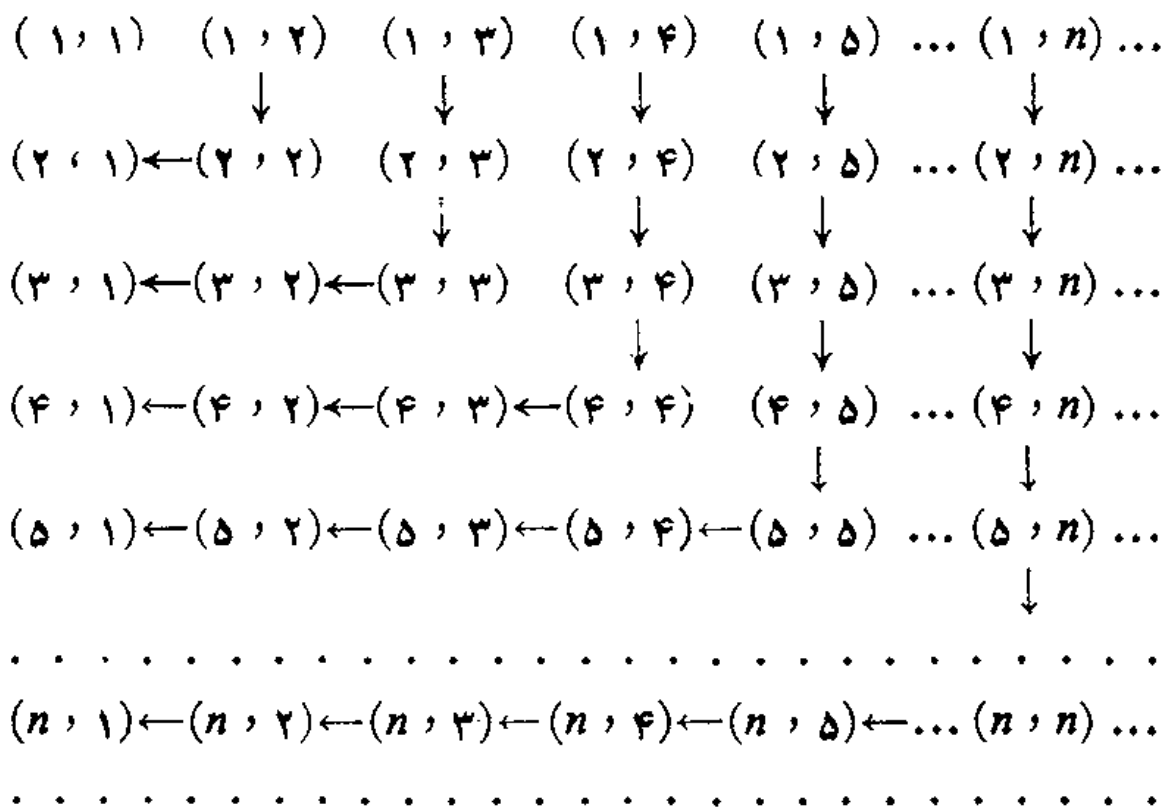 (۱, ۱) (۱, ۲) (۱, ۳) (۱, ۴) (۱, ۵) ... (۱, n) ...
↓ ↓ ↓ ↓ ↓
(۲, ۱)←(۲, ۲) (۲, ۳) (۲, ۴) (۲, ۵) ... (۲, n) ...
↓ ↓ ↓ ↓
(۳, ۱)←(۳, ۲)←(۳, ۳) (۳, ۴) (۳, ۵) ... (۳, n) ...
↓ ↓ ↓
(۴, ۱)←(۴, ۲)←(۴, ۳)←(۴, ۴) (۴, ۵) ... (۴, n) ...
↓ ↓
(۵, ۱)←(۵, ۲)←(۵, ۳)←(۵, ۴)←(۵, ۵) ... (۵, n) ...
↓
. . . . . . . . . . . . . . . . . . . . . . . . . . .
(n, ۱)←(n, ۲)←(n, ۳)←(n, ۴)←(n, ۵)←... (n, n) ...
. . . . . . . . . . . . . . . . . . . . . . . . . . .